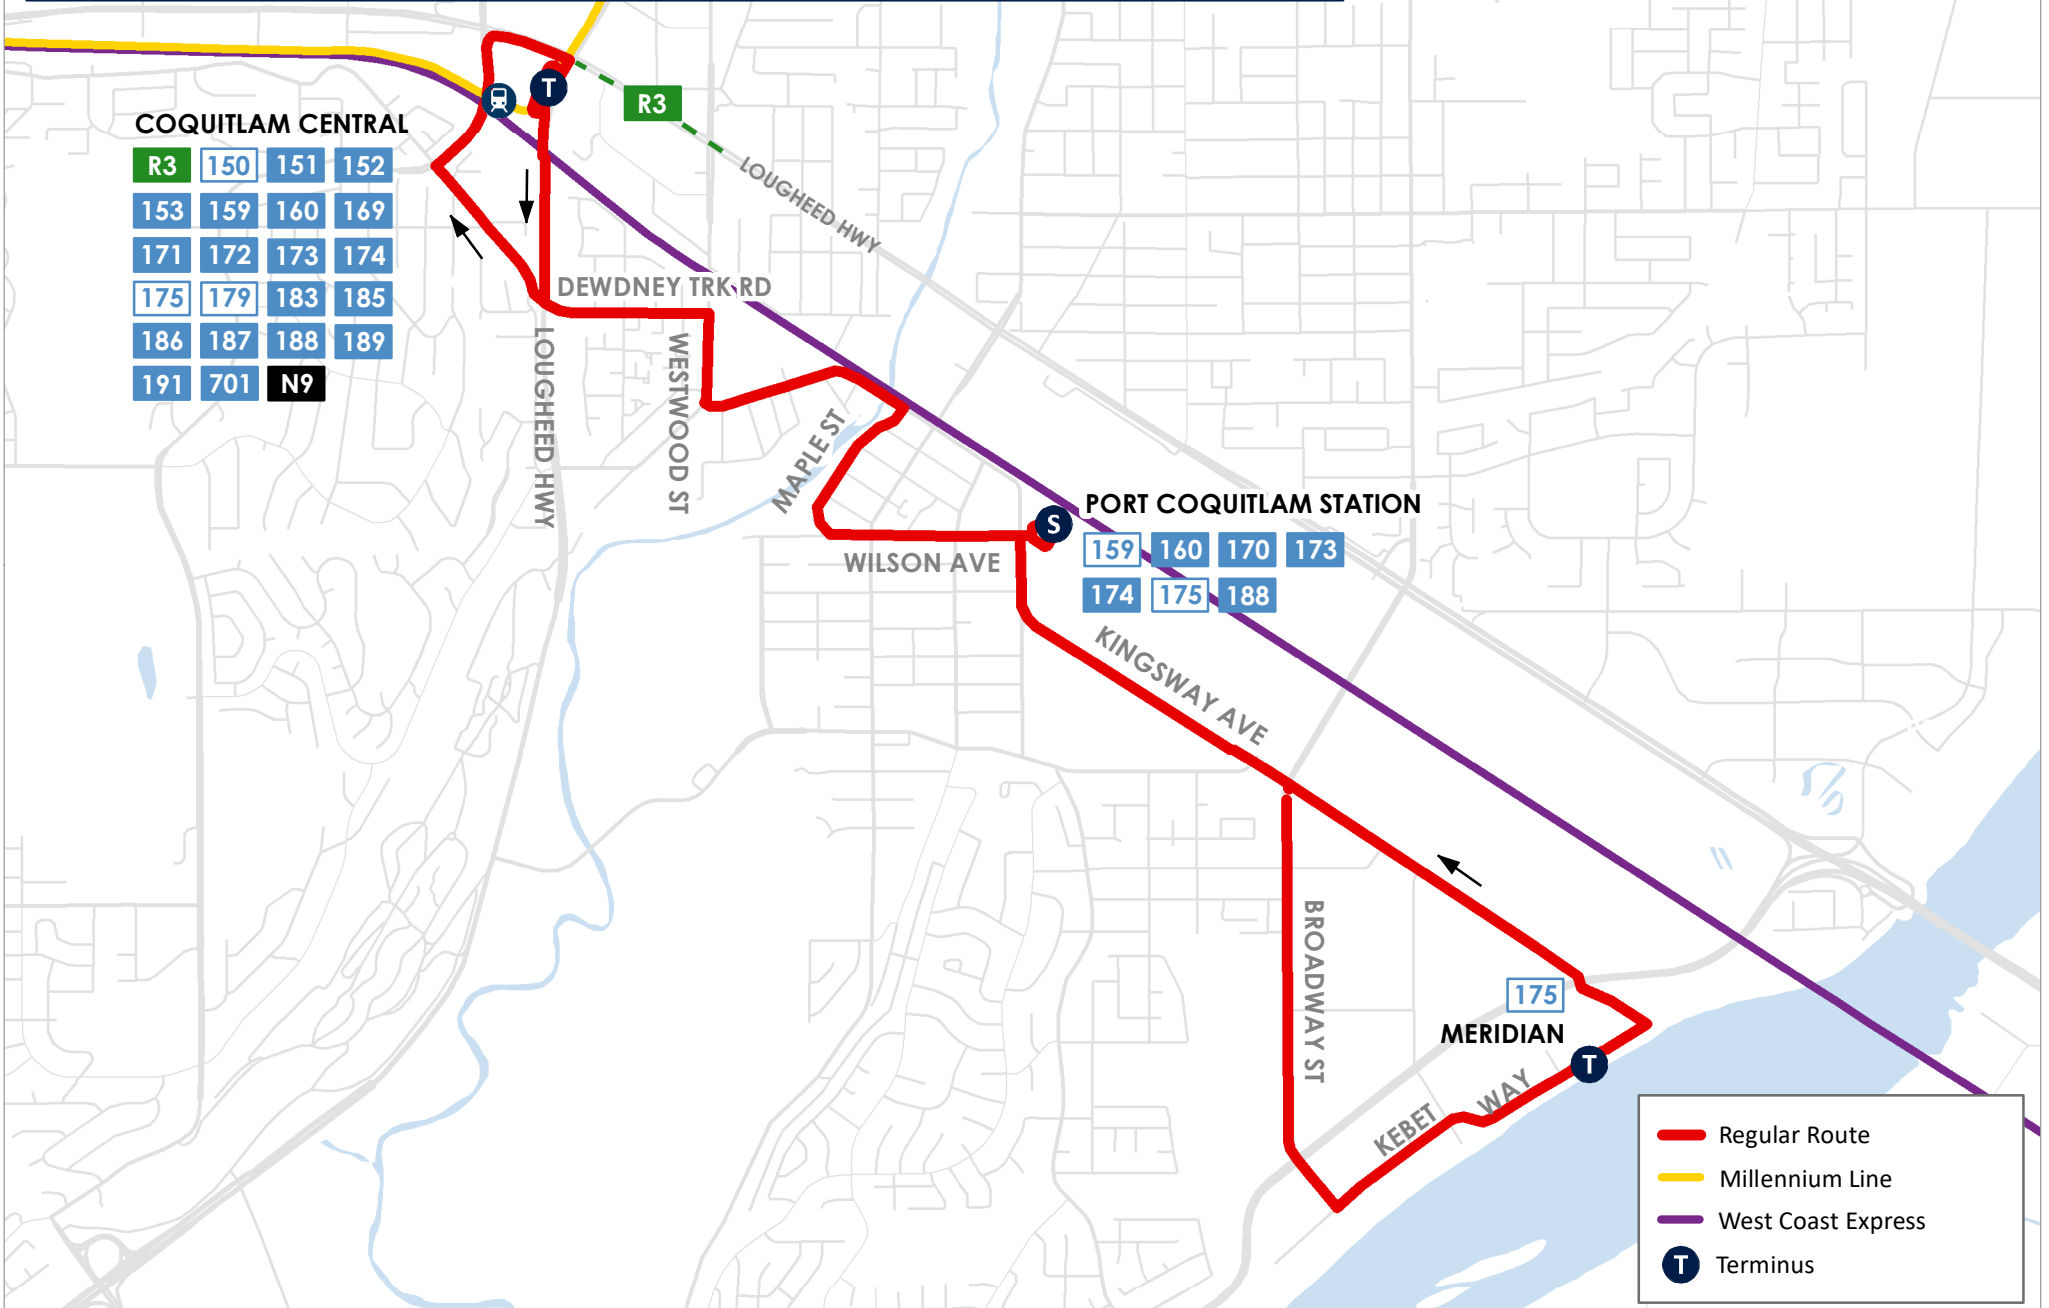 T
R3
COQUITLAM CENTRAL
R3 150 151 152
153 159 160 169
171 172 173 174
175 179 183 185
186 187 188 189
191 701 N9
LOUGHEED HWY
DEWDNEY TRK RD
LOUGHEED HWY
WESTWOOD ST
MAPLE ST
WILSON AVE
S
PORT COQUITLAM STATION
159 160 170 173
174 175 188
KINGSWAY AVE
BROADWAY ST
175
MERIDIAN
T
KEBET WAY
Regular Route
Millennium Line
West Coast Express
T Terminus